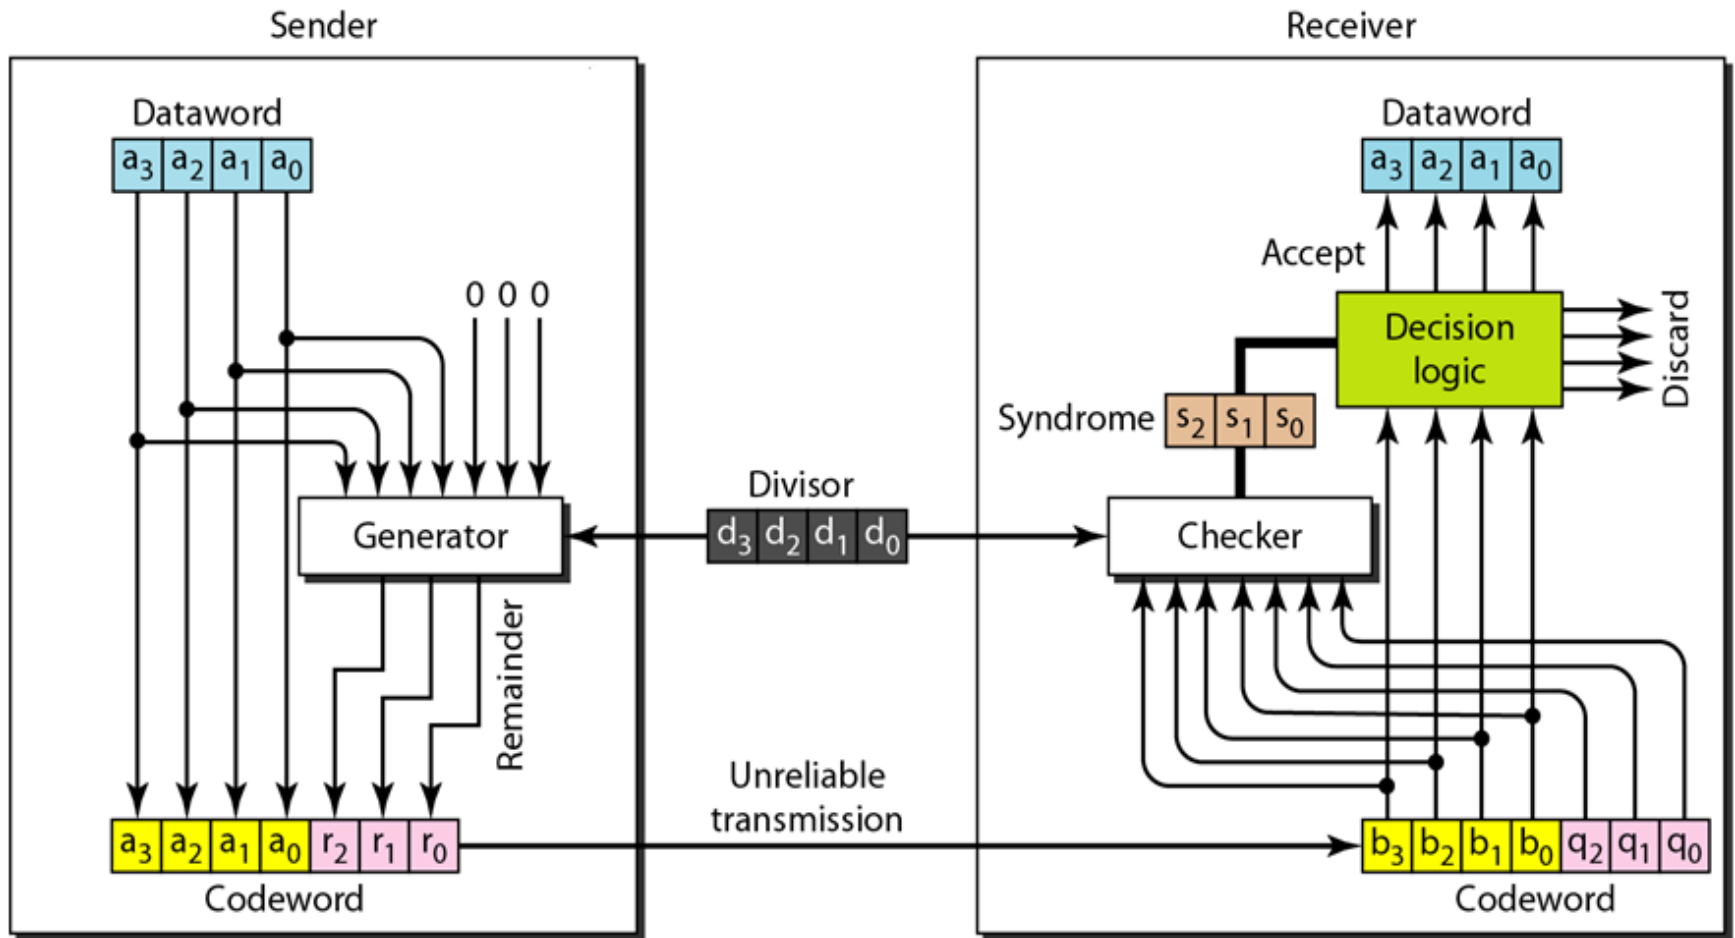 Sender
Dataword
a3 a2 a1 a0
0 0 0
Generator
Remainder
a3 a2 a1 a0 r2 r1 r0
Codeword
Divisor
d3 d2 d1 d0
Unreliable
transmission
Receiver
Dataword
a3 a2 a1 a0
Accept
Decision
logic
Discard
Syndrome
s2 s1 s0
Checker
b3 b2 b1 b0 q2 q1 q0
Codeword